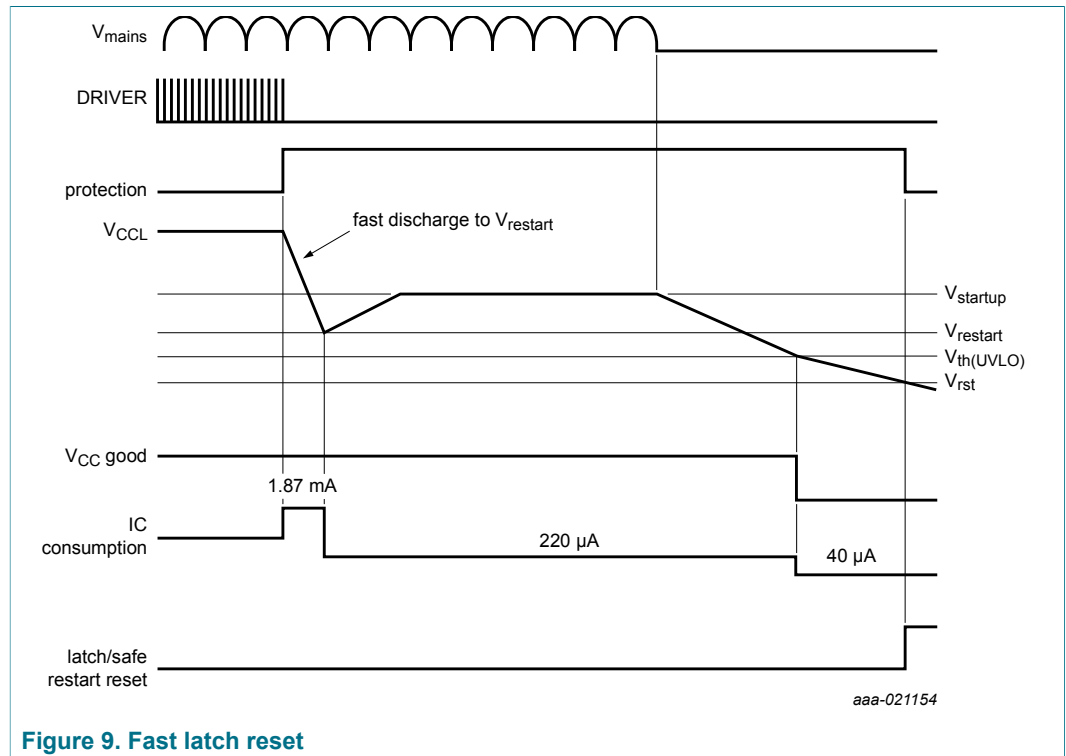 Vmains
DRIVER
protection
VCCL
fast discharge to Vrestart
Vstartup
Vrestart
Vth(UVLO)
Vrst
VCC good
1.87 mA
IC
consumption
220 µA
40 µA
latch/safe
restart reset
aaa-021154
Figure 9. Fast latch reset